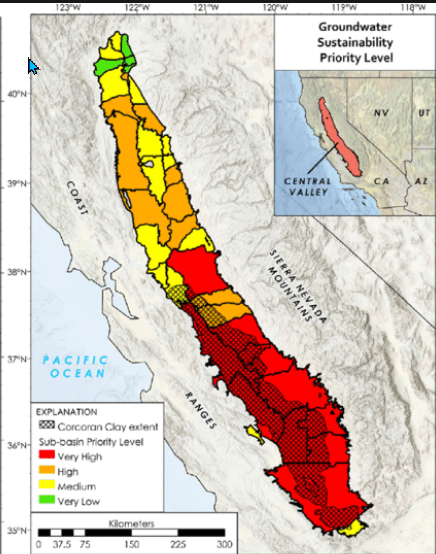 123°W
122°W
121°W
120°W
119°W
118°W
Groundwater
Sustainability
Priority Level
NV
UT
CENTRAL
VALLEY
CA
AZ
40°N
39°N
38°N
37°N
36°N
35°N
COAST
RANGES
SIERRA NEVADA
MOUNTAINS
PACIFIC
OCEAN
EXPLANATION
Corcoran Clay extent
Sub-basin Priority Level
Very High
High
Medium
Very Low
Kilometers
0 37.5 75 150 225 300